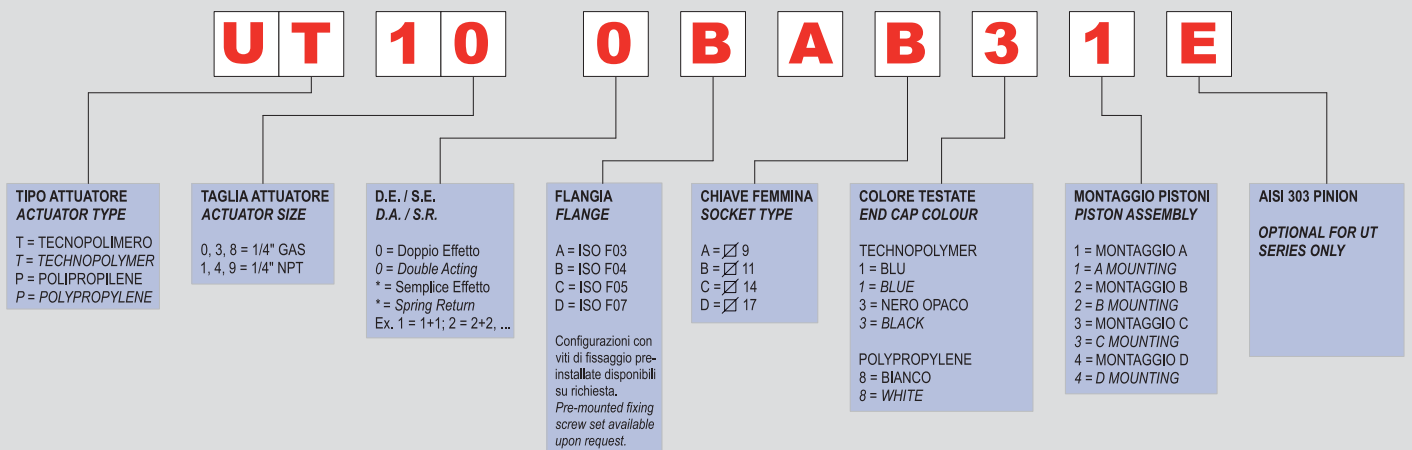 UT 10 0 B A B 3 1 E
TIPO ATTUATORE
ACTUATOR TYPE
T = TECNOPOLIMERO
T = TECHNOPOLYMER
P = POLIPROPILENE
P = POLYPROPYLENE
TAGLIA ATTUATORE
ACTUATOR SIZE
0, 3, 8 = 1/4" GAS
1, 4, 9 = 1/4" NPT
D.E. / S.E.
D.A. / S.R.
0 = Doppio Effetto
0 = Double Acting
* = Semplice Effetto
* = Spring Return
Ex. 1 = 1+1; 2 = 2+2, ...
FLANGIA
FLANGE
A = ISO F03
B = ISO F04
C = ISO F05
D = ISO F07
Configurazioni con
viti di fissaggio pre-
installate disponibili
su richiesta.
Pre-mounted fixing
screw set available
upon request.
CHIAVE FEMMINA
SOCKET TYPE
A = 9
B = 11
C = 14
D = 17
COLORE TESTATE
END CAP COLOUR
TECHNOPOLYMER
1 = BLU
1 = BLUE
3 = NERO OPACO
3 = BLACK
POLYPROPYLENE
8 = BIANCO
8 = WHITE
MONTAGGIO PISTONI
PISTON ASSEMBLY
1 = MONTAGGIO A
1 = A MOUNTING
2 = MONTAGGIO B
2 = B MOUNTING
3 = MONTAGGIO C
3 = C MOUNTING
4 = MONTAGGIO D
4 = D MOUNTING
AISI 303 PINION
OPTIONAL FOR UT
SERIES ONLY